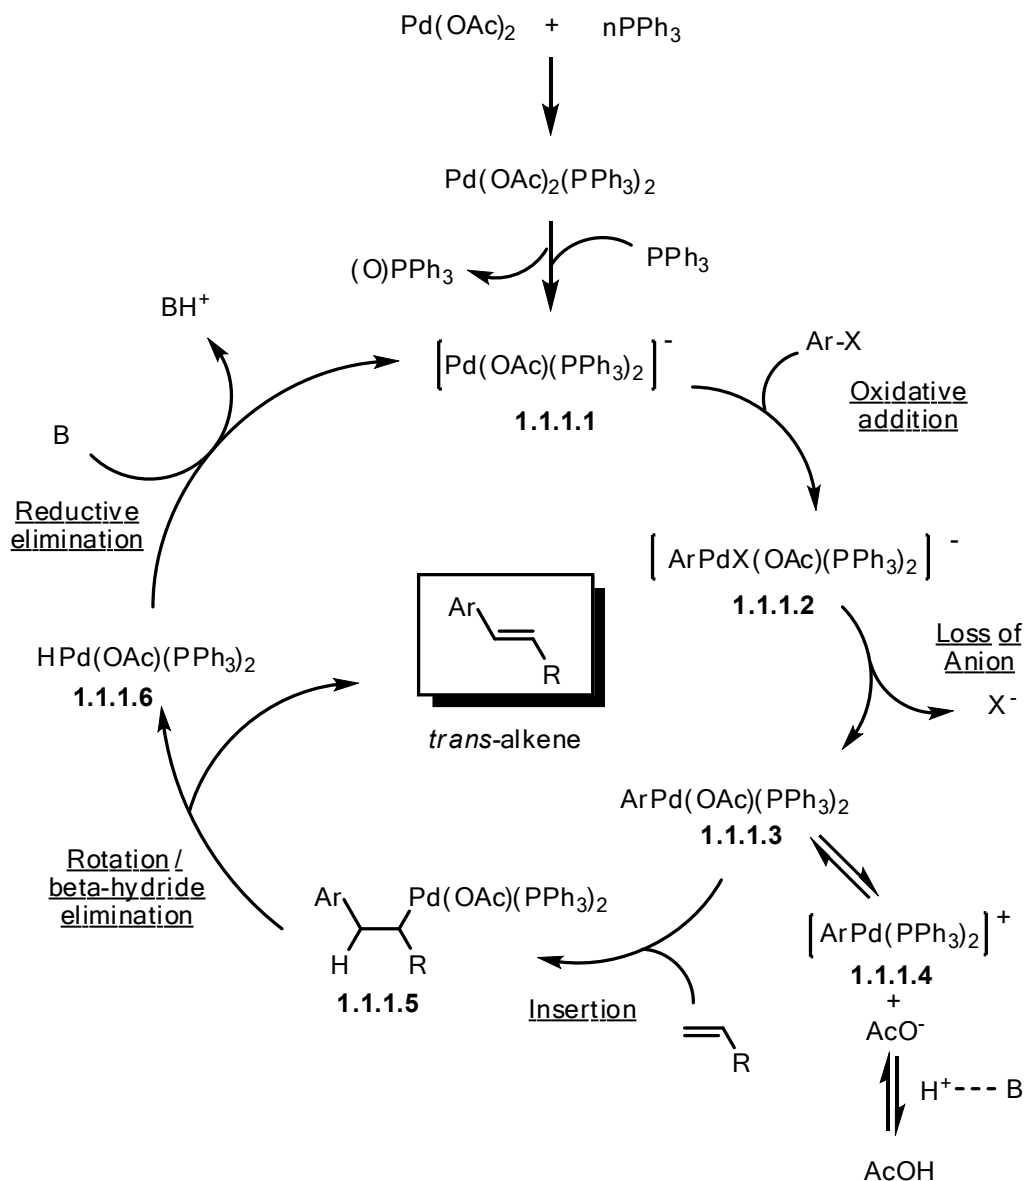 Pd(OAc)₂ + nPPh₃
Pd(OAc)₂(PPh₃)₂
(O)PPh₃
PPh₃
BH⁺
[Pd(OAc)(PPh₃)₂]⁻
1.1.1.1
Ar-X
Oxidative
addition
B
Reductive
elimination
[ArPdX(OAc)(PPh₃)₂]⁻
1.1.1.2
Ar
R
trans-alkene
Loss of
Anion
X⁻
HPd(OAc)(PPh₃)₂
1.1.1.6
ArPd(OAc)(PPh₃)₂
1.1.1.3
Rotation/
beta-hydride
elimination
Ar Pd(OAc)(PPh₃)₂
H R
1.1.1.5
Insertion
R
[ArPd(PPh₃)₂]⁺
1.1.1.4
+
AcO⁻
H⁺--- B
AcOH